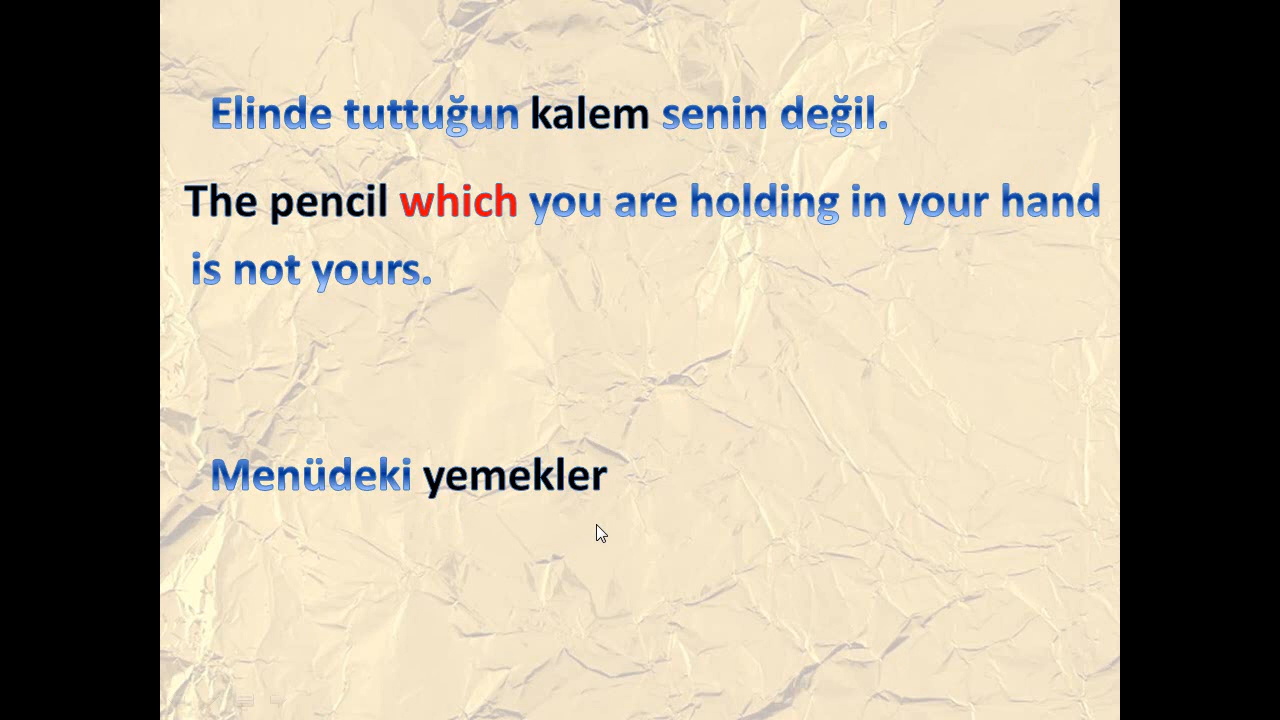 Elinde tuttuğun kalem senin değil.
The pencil which you are holding in your hand
is not yours.
Menüdeki yemekler